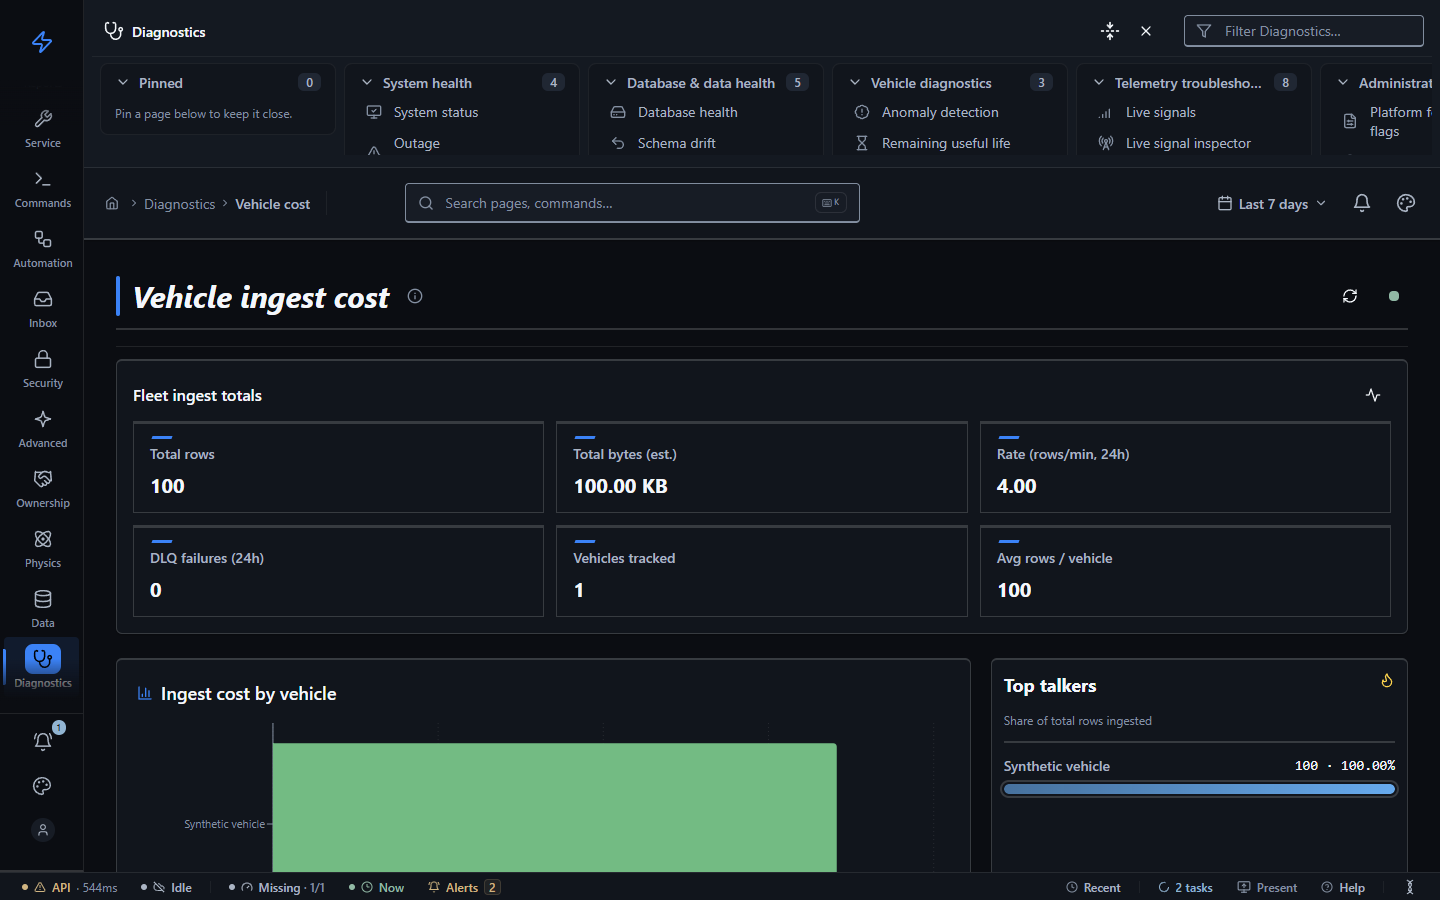 Diagnostics
Filter Diagnostics...
Pinned 0
Pin a page below to keep it close.
System health 4
System status
Outage
Database & data health 5
Database health
Schema drift
Vehicle diagnostics 3
Anomaly detection
Remaining useful life
Telemetry troublesho... 8
Live signals
Live signal inspector
Administrat
Platform f
flags
Service
Commands
Automation
Inbox
Security
Advanced
Ownership
Physics
Data
Diagnostics
1
Diagnostics
Vehicle cost
Search pages, commands...
K
Last 7 days
Vehicle ingest cost
Fleet ingest totals
Total rows
100
Total bytes (est.)
100.00 KB
Rate (rows/min, 24h)
4.00
DLQ failures (24h)
0
Vehicles tracked
1
Avg rows / vehicle
100
Ingest cost by vehicle
Synthetic vehicle
Top talkers
Share of total rows ingested
Synthetic vehicle 100 · 100.00%
API · 544ms
Idle
Missing · 1/1
Now
Alerts 2
Recent
2 tasks
Present
Help